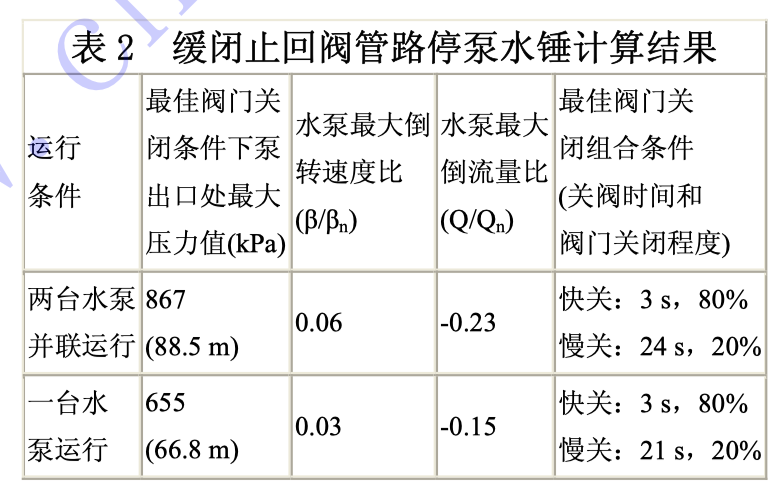 表 2 缓闭止回阀管路停泵水锤计算结果
运行
条件
最佳阀门关
闭条件下泵
出口处最大
压力值(kPa)
水泵最大倒
转速度比
(β/βn)
水泵最大
倒流量比
(Q/Qn)
最佳阀门关
闭组合条件
(关阀时间和
阀门关闭程度)
两台水泵
并联运行
867
(88.5 m)
0.06
-0.23
快关：3 s，80%
慢关：24 s，20%
一台水
泵运行
655
(66.8 m)
0.03
-0.15
快关：3 s，80%
慢关：21 s，20%